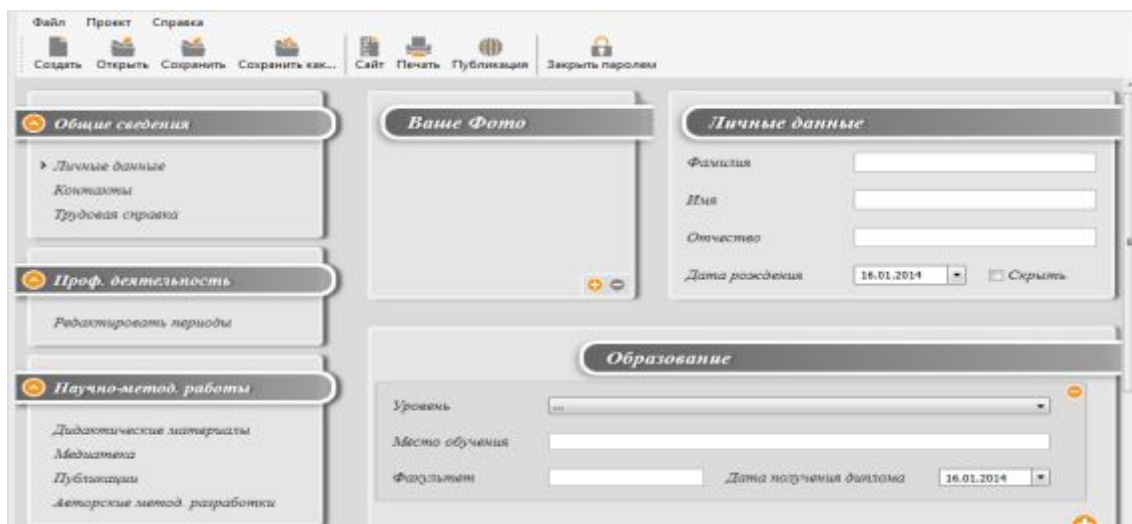 Файл Проект Справка
Создать Открыть Сохранить Сохранить как... Сайт Печать Публикация Закрыть паролем
Общие сведения
Личные данные
Контакты
Трудовая справка
Проф. деятельность
Редактировать периоды
Научно-метод. работы
Дидактические материалы
Медиатека
Публикации
Авторские метод. разработки
Ваше Фото
Личные данные
Фамилия
Имя
Отчество
Дата рождения 16.01.2014 Скрыть
Образование
Уровень ...
Место обучения
Факультет Дата получения диплома 16.01.2014